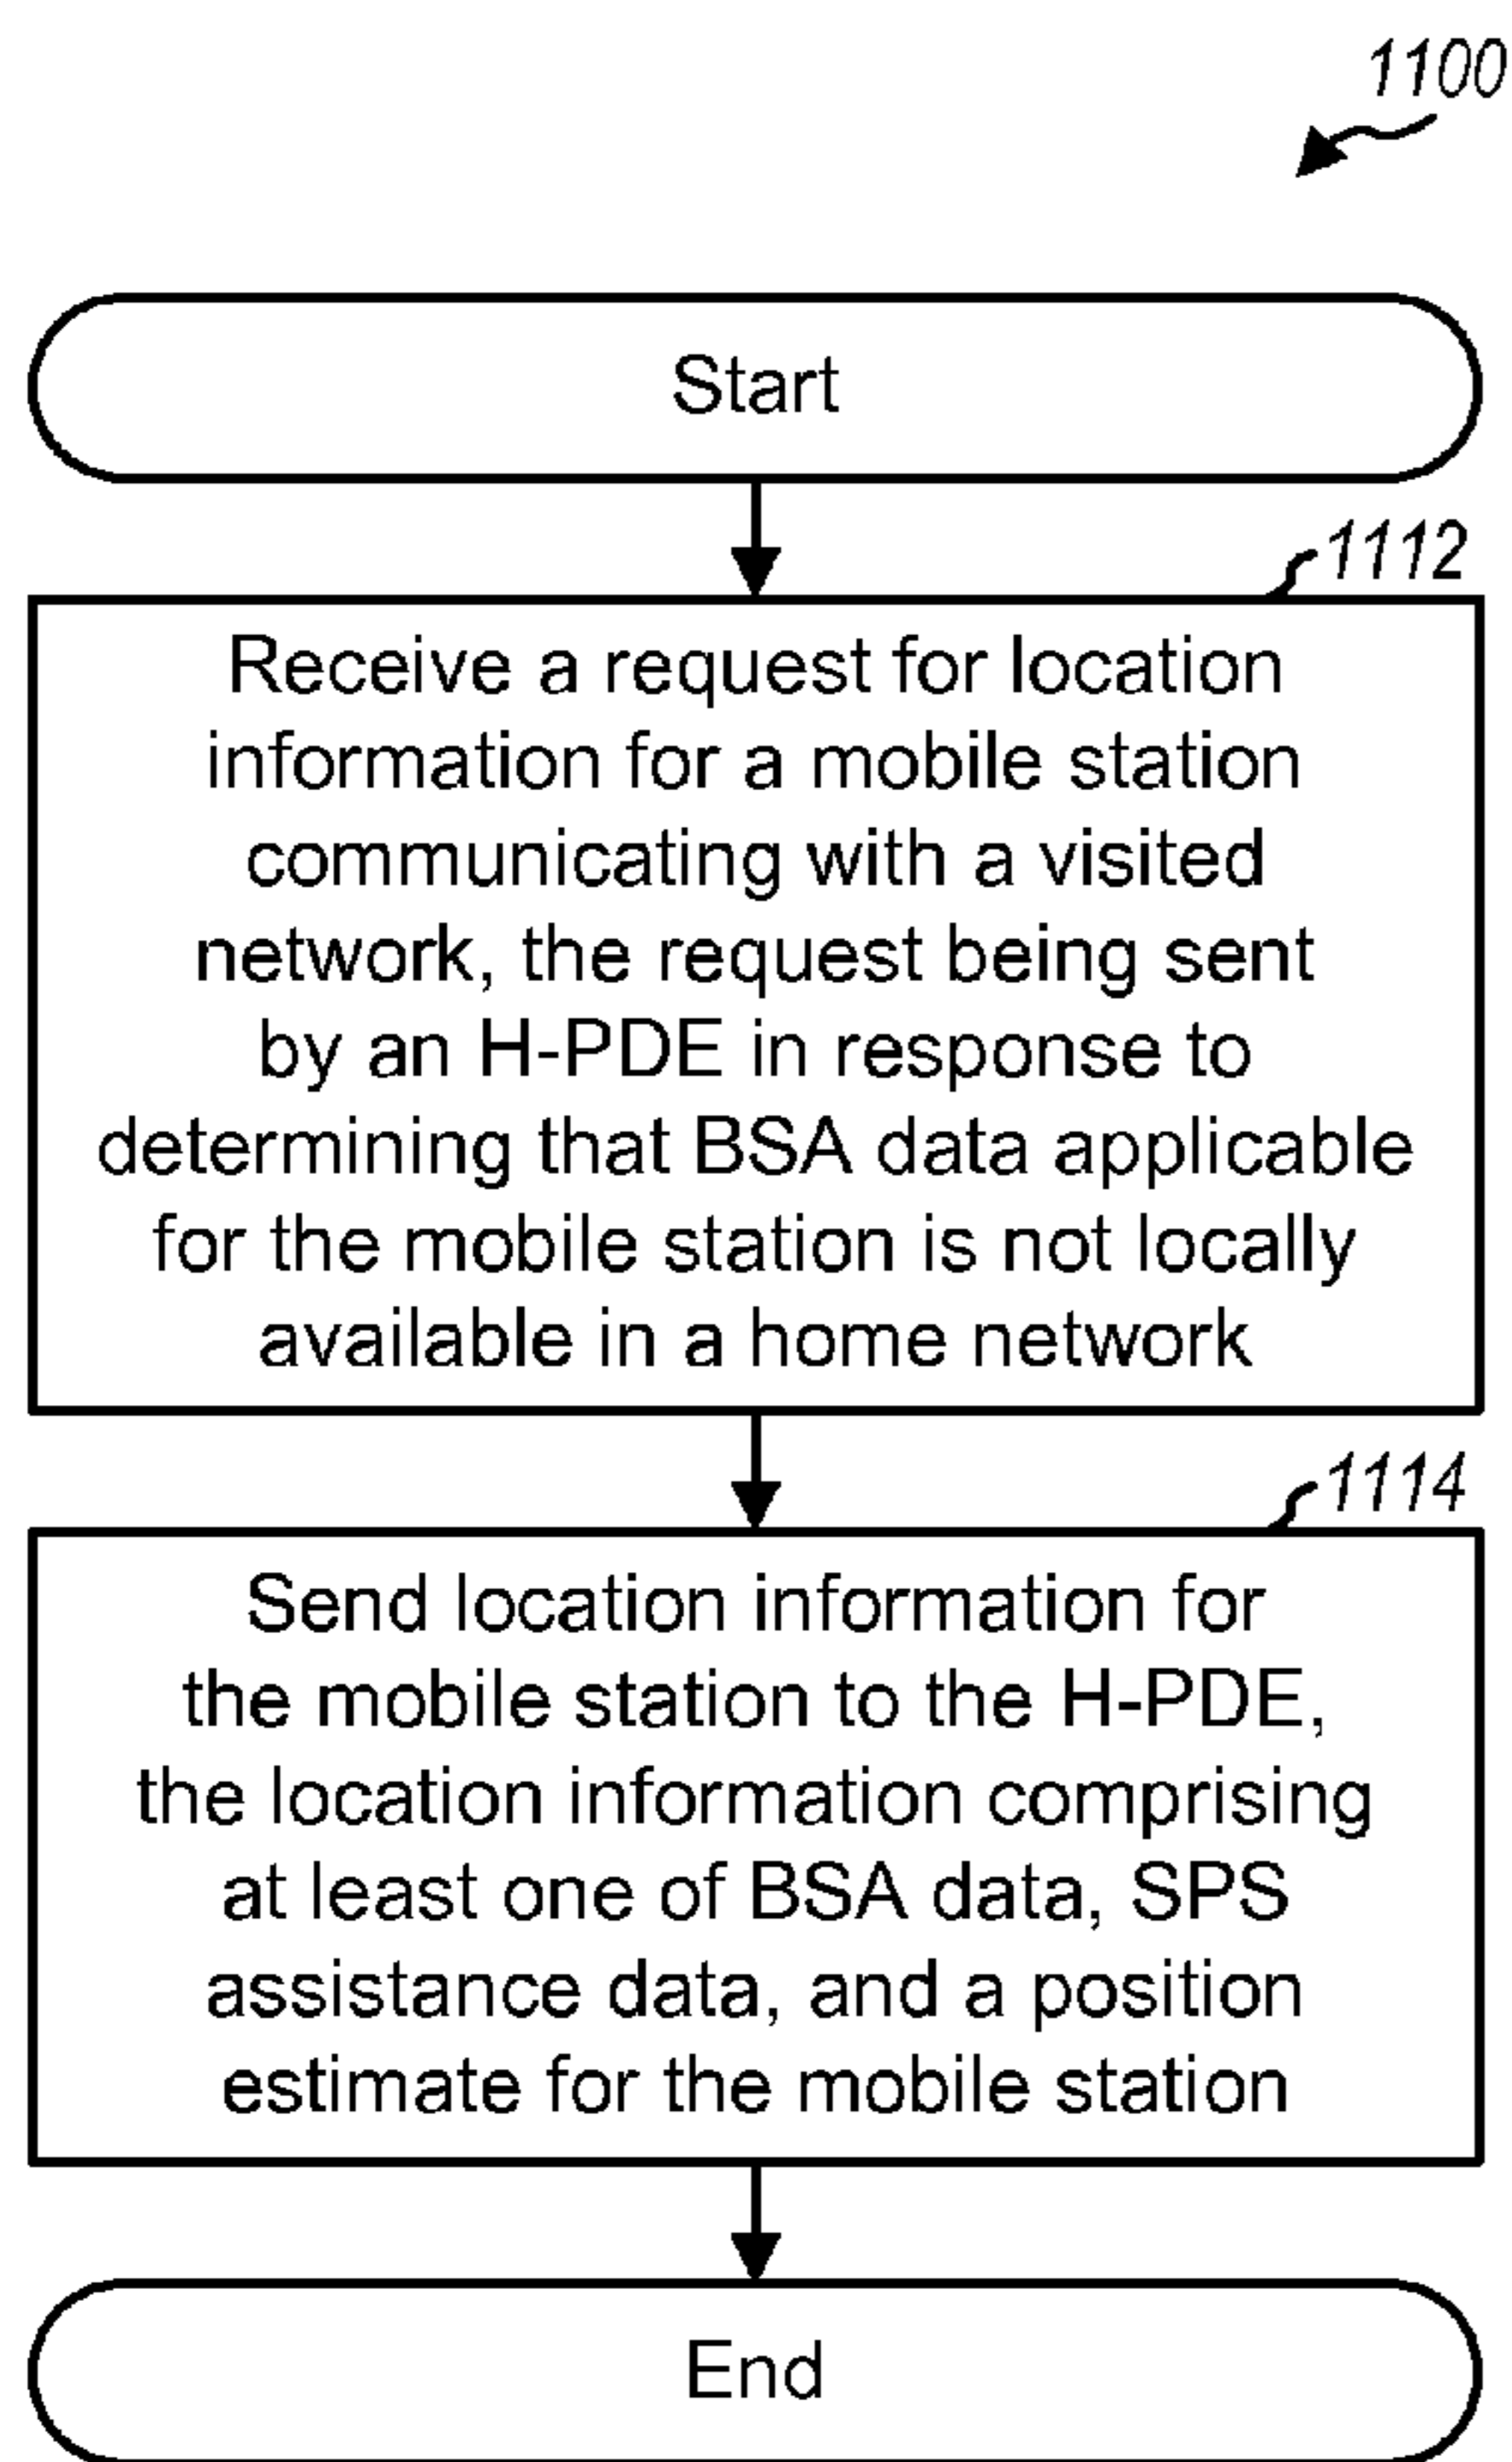 1100
Start
1112
Receive a request for location
information for a mobile station
communicating with a visited
network, the request being sent
by an H-PDE in response to
determining that BSA data applicable
for the mobile station is not locally
available in a home network
1114
Send location information for
the mobile station to the H-PDE,
the location information comprising
at least one of BSA data, SPS
assistance data, and a position
estimate for the mobile station
End